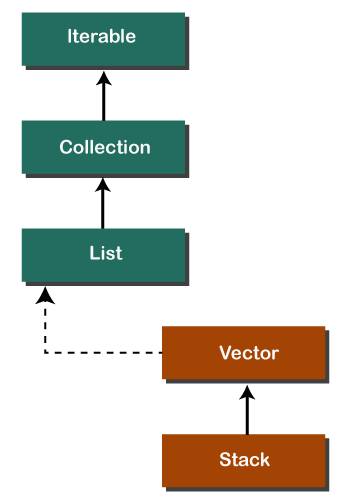 Iterable
Collection
List
Vector
Stack